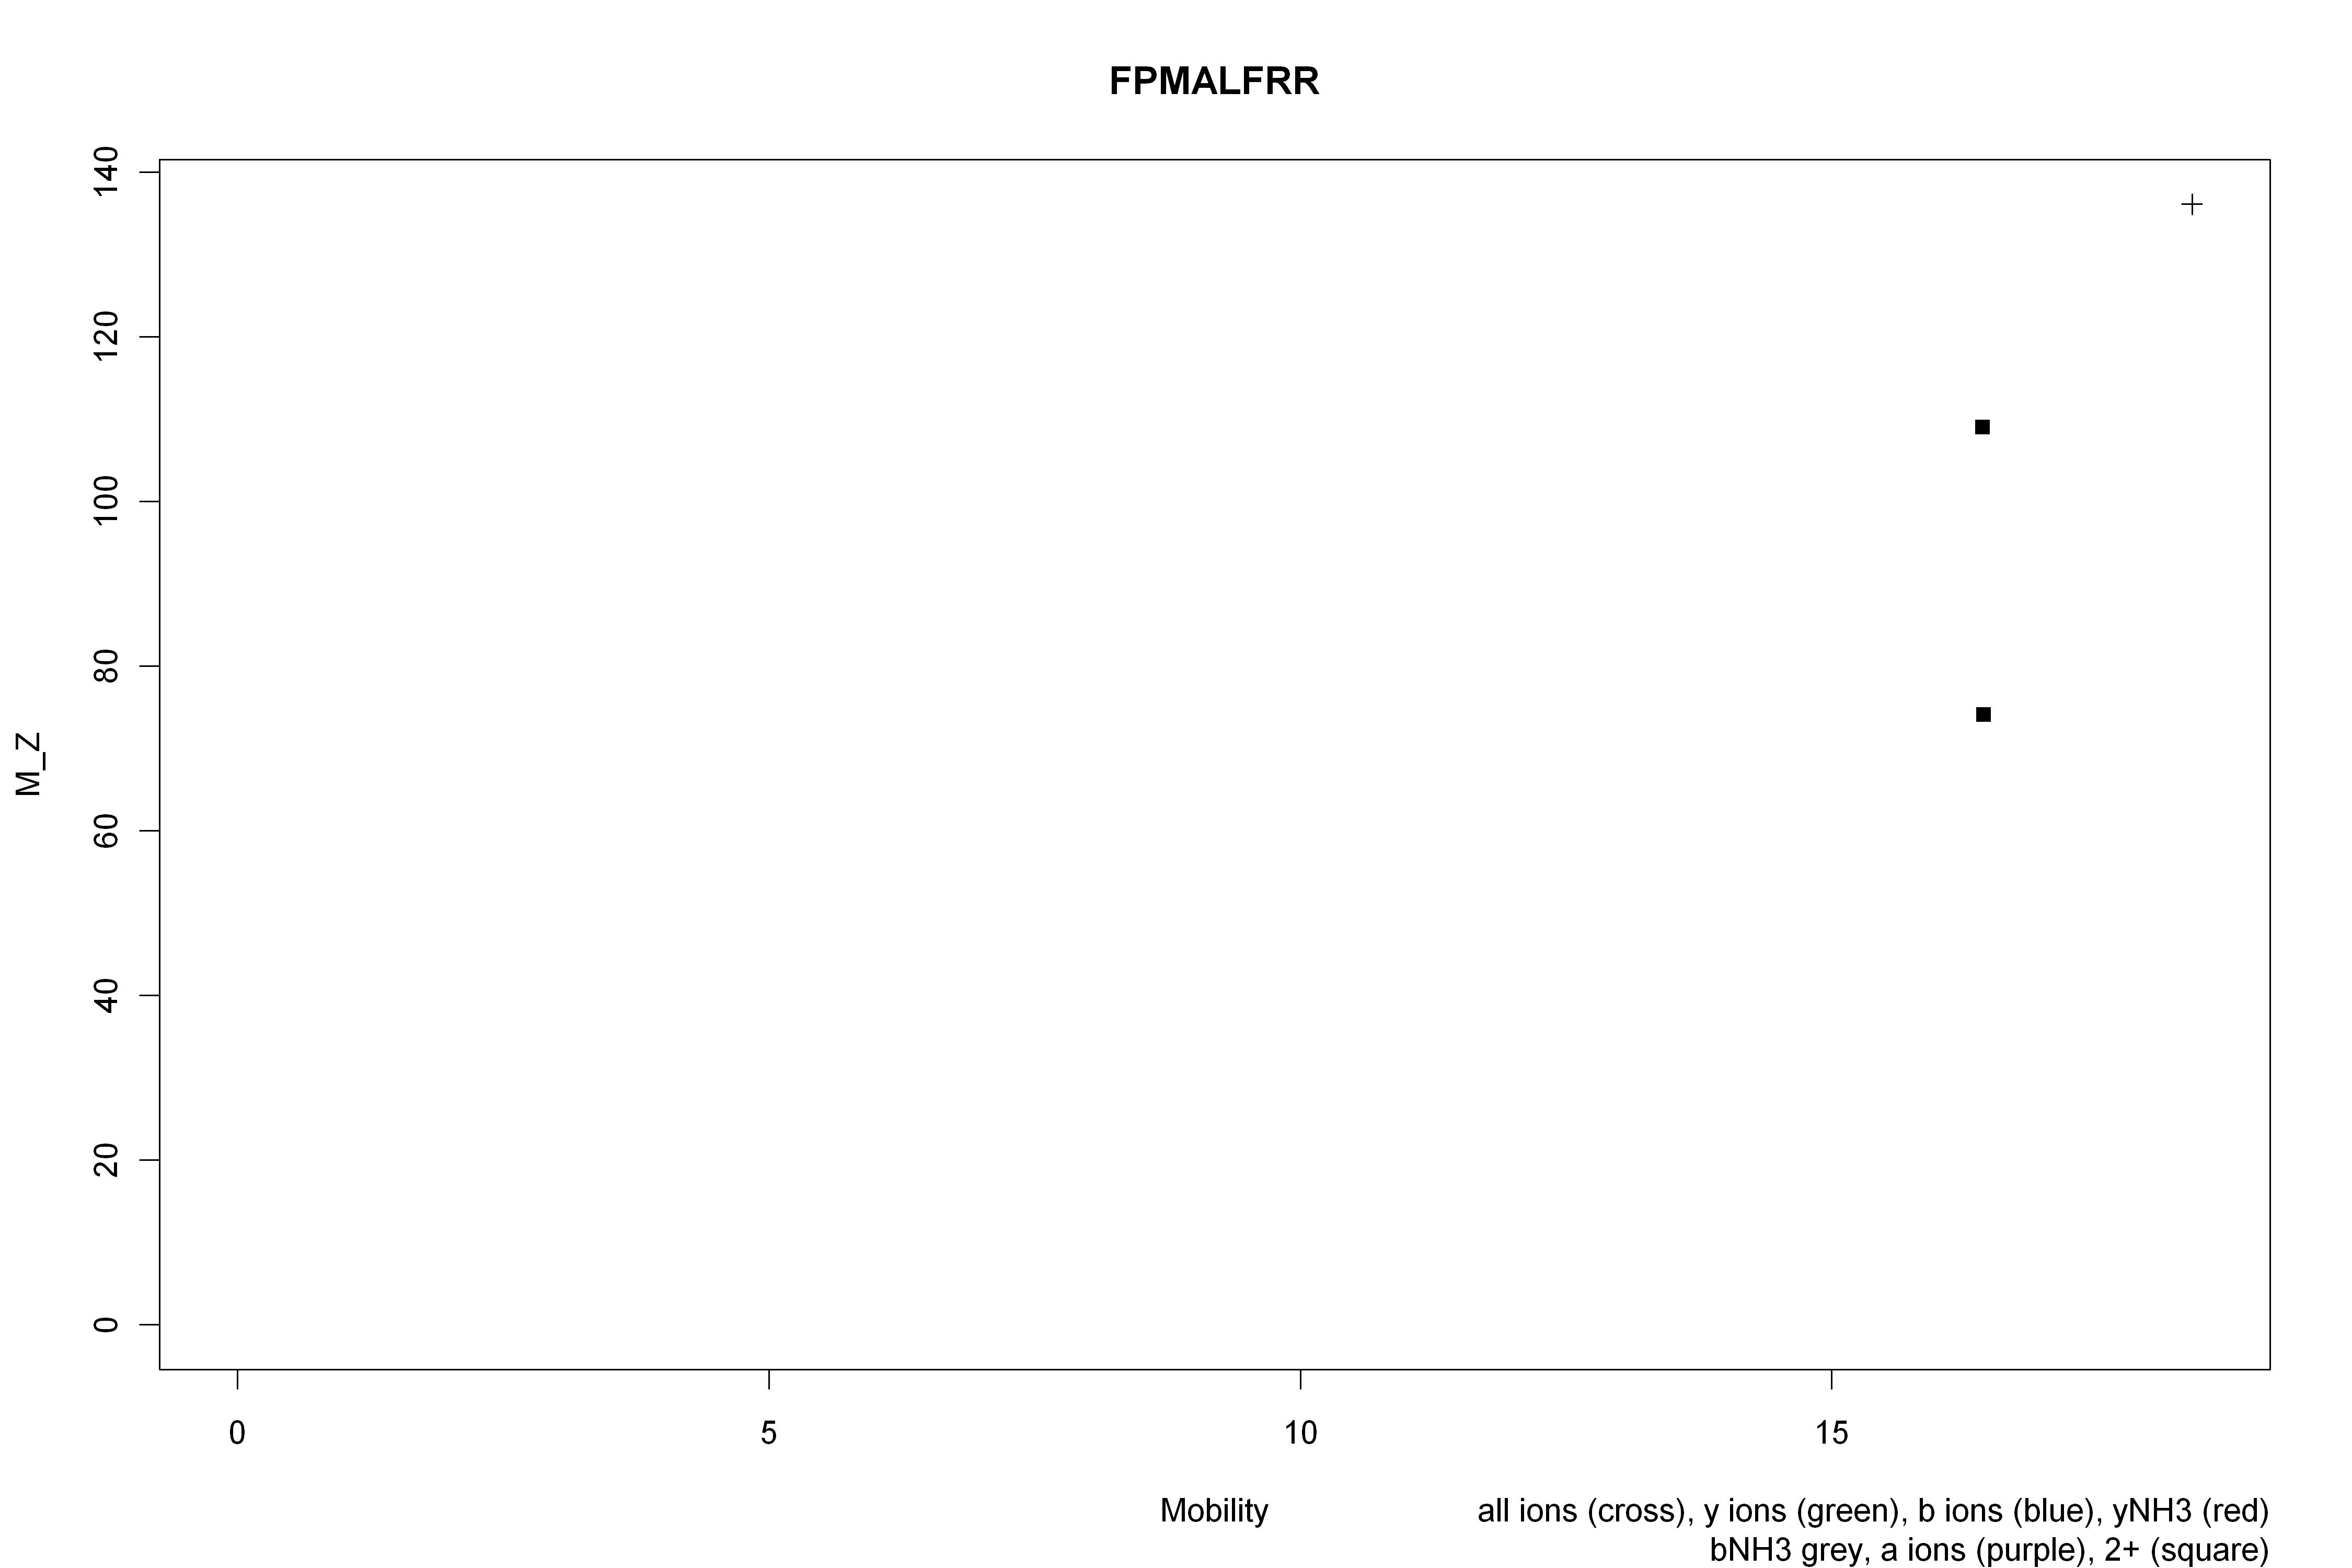 FPMALFRR
140
120
100
80
60
40
20
0
M_Z
0 5 10 15
Mobility
all ions (cross), y ions (green), b ions (blue), yNH3 (red)
bNH3 grey, a ions (purple), 2+ (square)